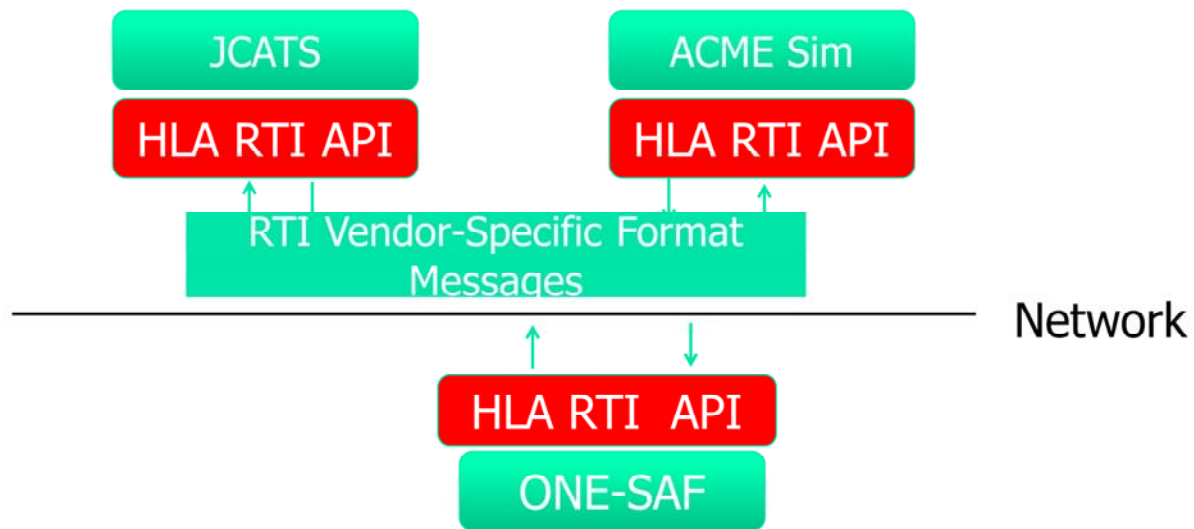 JCATS
ACME Sim
HLA RTI API
HLA RTI API
RTI Vendor-Specific Format
Messages
Network
HLA RTI API
ONE-SAF